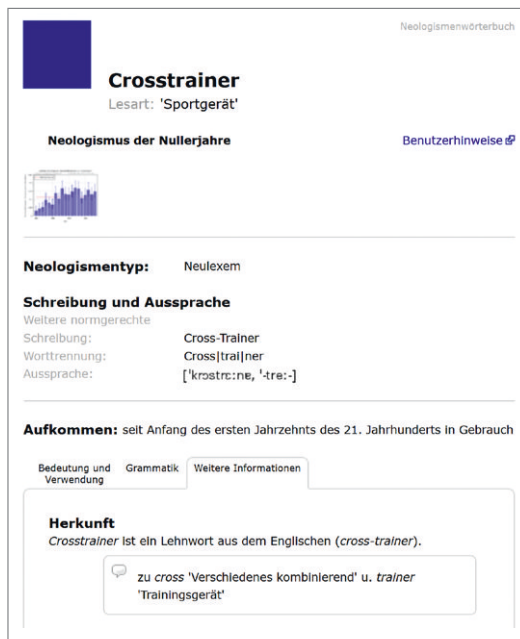 Neologismenwörterbuch
Crosstrainer
Lesart: 'Sportgerät'
Neologismus der Nullerjahre
Benutzerhinweise
Neologismentyp: Neulexem
Schreibung und Aussprache
Weitere normgerechte
Schreibung: Cross-Trainer
Worttrennung: Cross|trai|ner
Aussprache: [ˈkrɔstrɛːnɐ, ˈ-treː-]
Aufkommen: seit Anfang des ersten Jahrzehnts des 21. Jahrhunderts in Gebrauch
Bedeutung und Grammatik Weitere Informationen
Verwendung
Herkunft
Crosstrainer ist ein Lehnwort aus dem Englischen (cross-trainer).
zu cross 'Verschiedenes kombinierend' u. trainer
'Trainingsgerät'